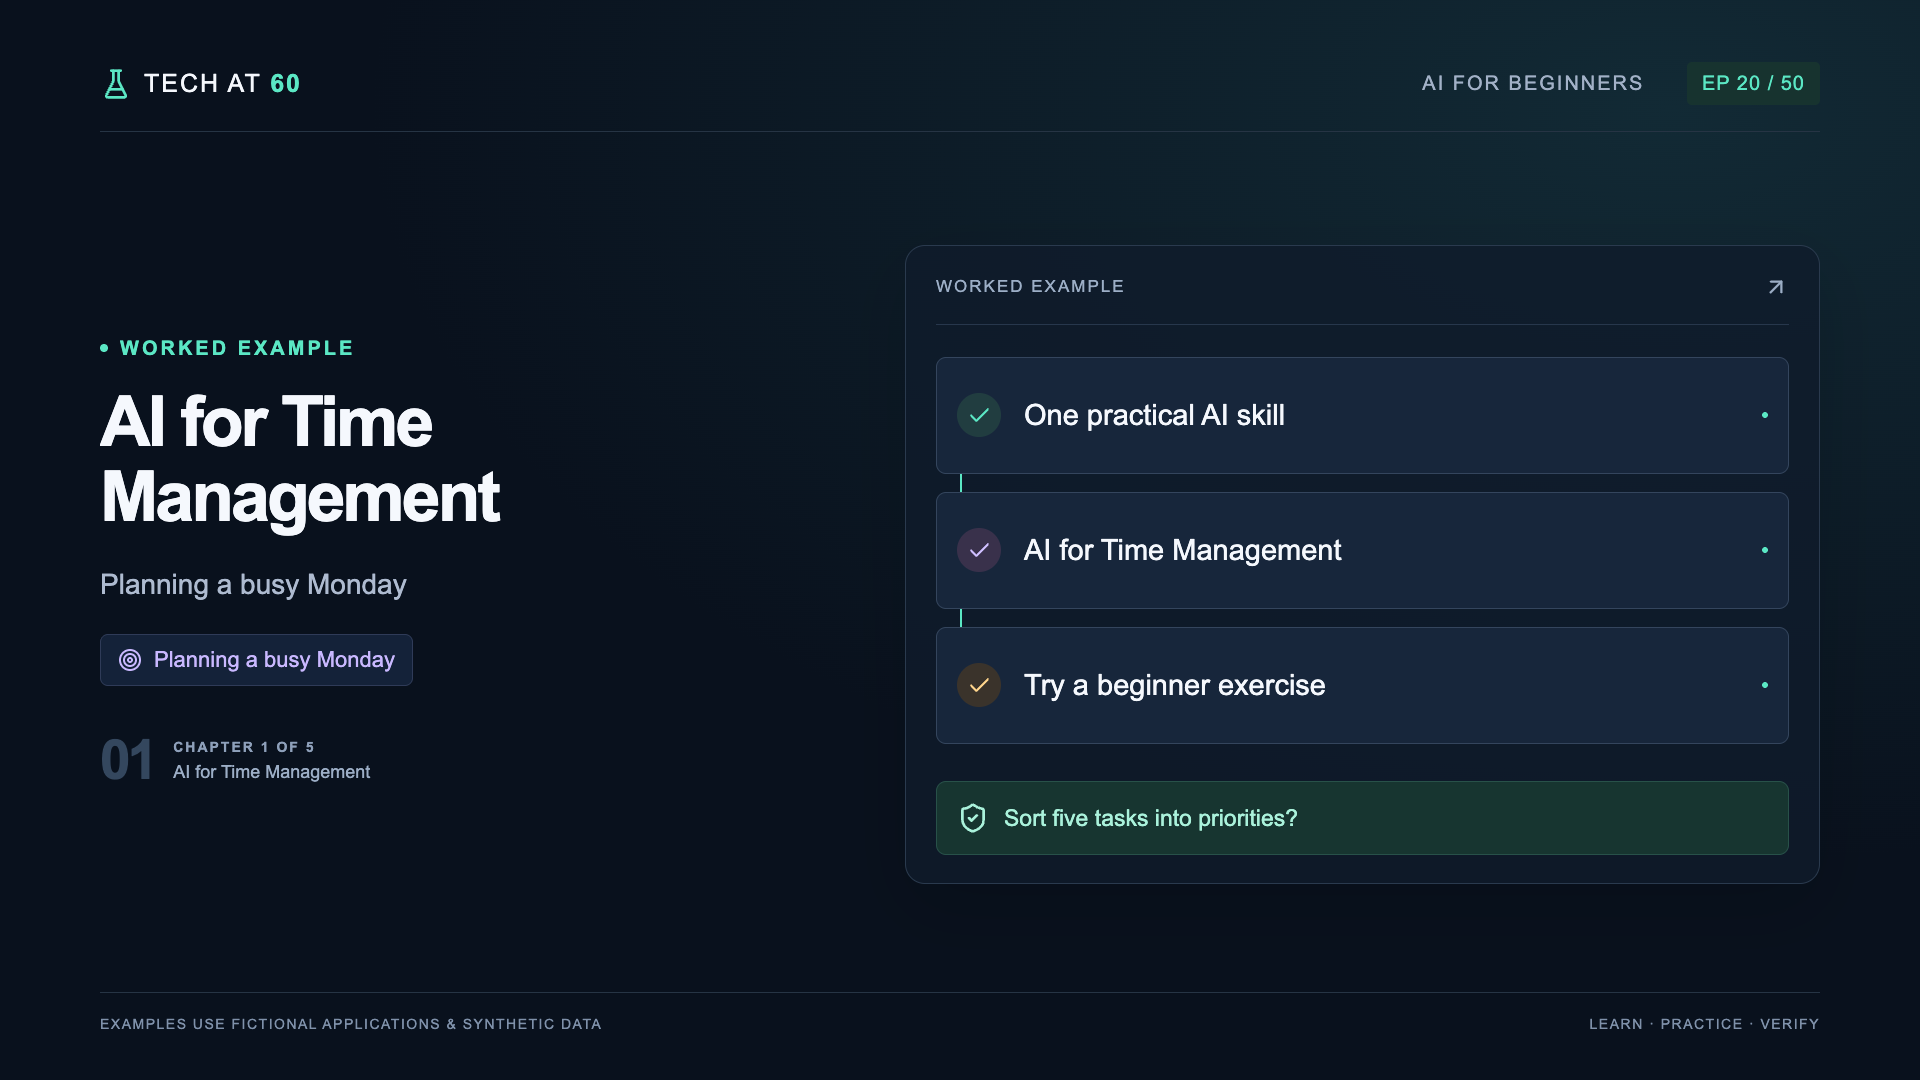 TECH AT 60
AI FOR BEGINNERS
EP 20 / 50
WORKED EXAMPLE
AI for Time
Management
Planning a busy Monday
Planning a busy Monday
01
CHAPTER 1 OF 5
AI for Time Management
WORKED EXAMPLE
One practical AI skill
AI for Time Management
Try a beginner exercise
Sort five tasks into priorities?
EXAMPLES USE FICTIONAL APPLICATIONS & SYNTHETIC DATA
LEARN · PRACTICE · VERIFY